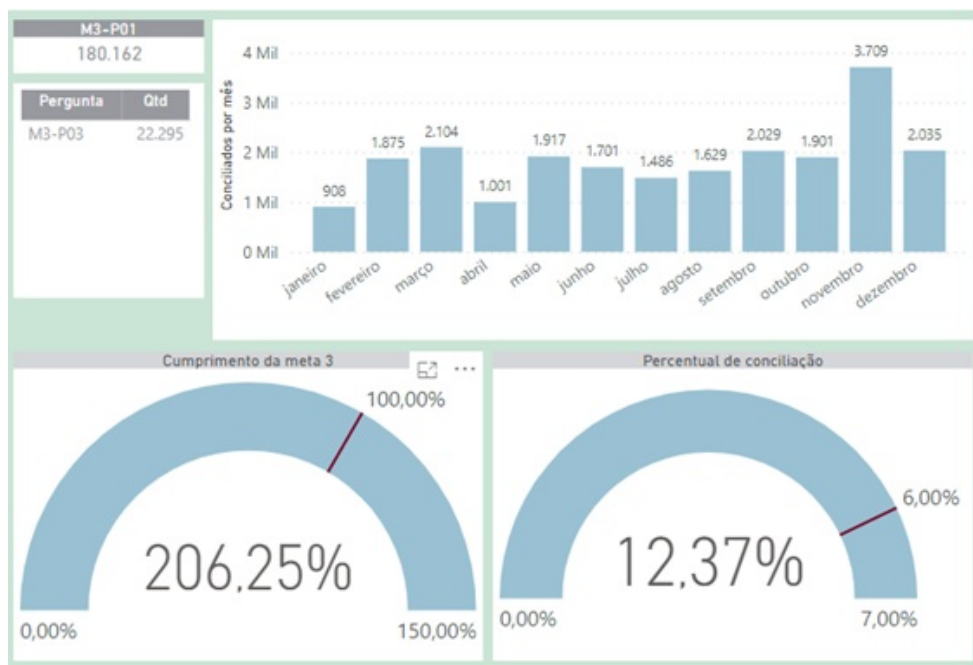 M3-P01
180.162
Pergunta Qtd
M3-P03 22.295
Conciliados por mês
4 Mil
3 Mil
2 Mil
1 Mil
0 Mil
908 1.875 2.104 1.001 1.917 1.701 1.486 1.629 2.029 1.901 3.709 2.035
janeiro fevereiro março abril maio junho julho agosto setembro outubro novembro dezembro
Cumprimento da meta 3
100,00%
206,25%
0,00% 150,00%
Percentual de conciliação
6,00%
12,37%
0,00% 7,00%